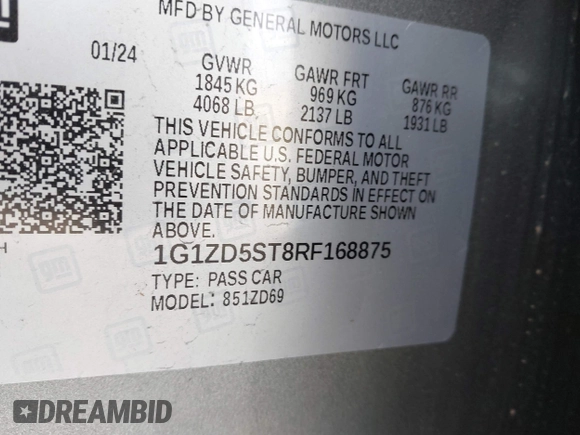 MFD BY GENERAL MOTORS LLC
01/24
GVWR GAWR FRT GAWR RR
1845 KG 969 KG 876 KG
4068 LB 2137 LB 1931 LB
THIS VEHICLE CONFORMS TO ALL
APPLICABLE U.S. FEDERAL MOTOR
VEHICLE SAFETY, BUMPER, AND THEFT
PREVENTION STANDARDS IN EFFECT ON
THE DATE OF MANUFACTURE SHOWN
ABOVE.
1G1ZD5ST8RF168875
TYPE: PASS CAR
MODEL: 851ZD69
DREAMBID